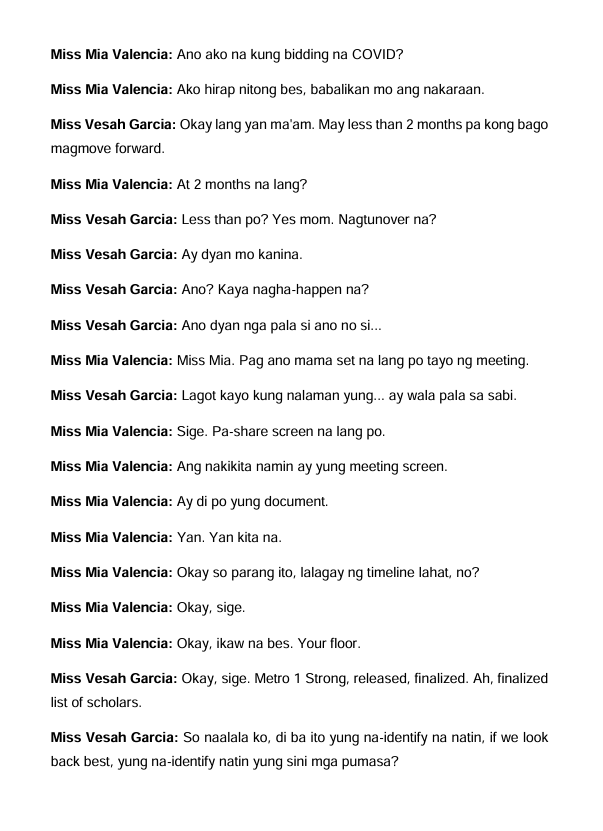 Miss Mia Valencia: Ano ako na kung bidding na COVID?
Miss Mia Valencia: Ako hirap nitong bes, babalikan mo ang nakaraan.
Miss Vesah Garcia: Okay lang yan ma'am. May less than 2 months pa kong bago
magmove forward.
Miss Mia Valencia: At 2 months na lang?
Miss Vesah Garcia: Less than po? Yes mom. Nagtunover na?
Miss Vesah Garcia: Ay dyan mo kanina.
Miss Vesah Garcia: Ano? Kaya nagha-happen na?
Miss Vesah Garcia: Ano dyan nga pala si ano no si...
Miss Mia Valencia: Miss Mia. Pag ano mama set na lang po tayo ng meeting.
Miss Vesah Garcia: Lagot kayo kung nalaman yung... ay wala pala sa sabi.
Miss Mia Valencia: Sige. Pa-share screen na lang po.
Miss Mia Valencia: Ang nakikita namin ay yung meeting screen.
Miss Mia Valencia: Ay di po yung document.
Miss Mia Valencia: Yan. Yan kita na.
Miss Mia Valencia: Okay so parang ito, lalagay ng timeline lahat, no?
Miss Mia Valencia: Okay, sige.
Miss Mia Valencia: Okay, ikaw na bes. Your floor.
Miss Vesah Garcia: Okay, sige. Metro 1 Strong, released, finalized. Ah, finalized
list of scholars.
Miss Vesah Garcia: So naalala ko, di ba ito yung na-identify na natin, if we look
back best, yung na-identify natin yung sini mga pumasa?